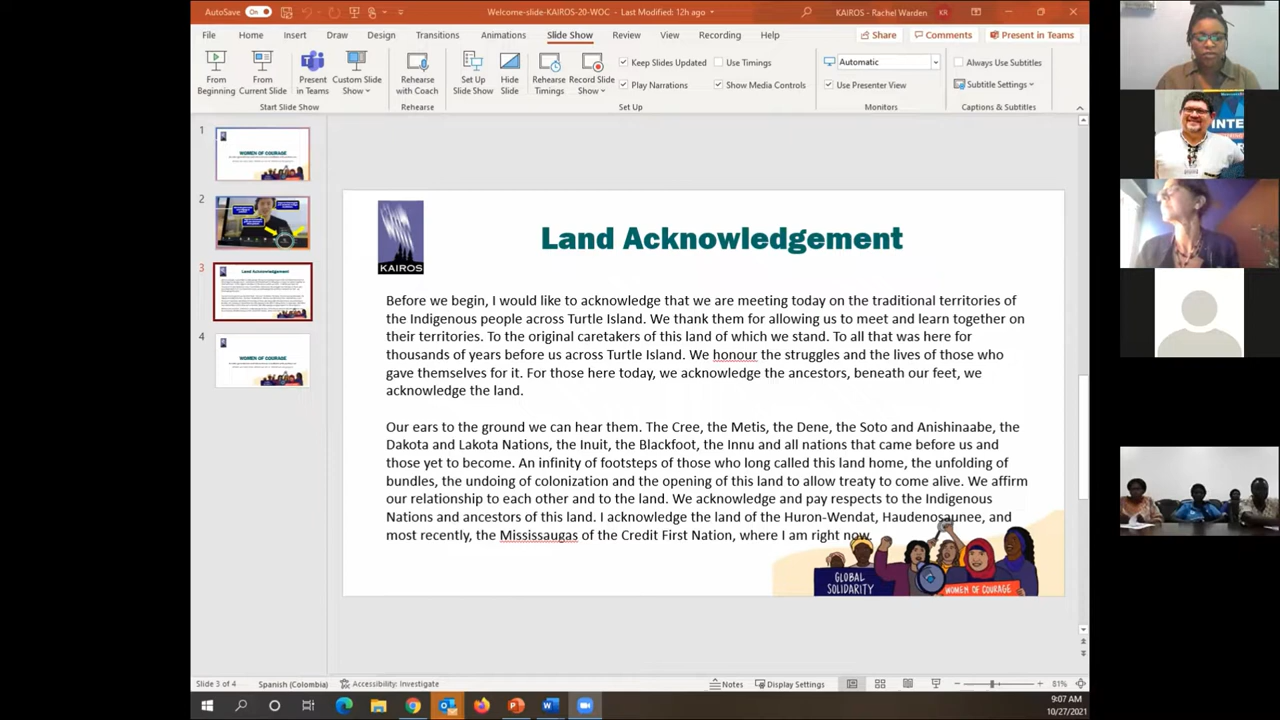 AutoSave On
Welcome-slide-KAIROS-20-WOC - Last Modified: 12h ago
KAIROS - Rachel Warden KR
File Home Insert Draw Design Transitions Animations Slide Show Review View Recording Help
Share Comments Present in Teams
From Beginning
From Current Slide
Present in Teams
Custom Slide Show
Rehearse with Coach
Set Up Slide Show
Hide Slide
Rehearse Timings
Record Slide Show
Keep Slides Updated
Use Timings
Play Narrations
Show Media Controls
Automatic
Use Presenter View
Always Use Subtitles
Subtitle Settings
Start Slide Show Rehearse Set Up Monitors Captions & Subtitles
1
WOMEN OF COURAGE
2
3
Land Acknowledgement
4
WOMEN OF COURAGE
KAIROS
Land Acknowledgement
Before we begin, I would like to acknowledge that we are meeting today on the traditional territories of
the Indigenous people across Turtle Island. We thank them for allowing us to meet and learn together on
their territories. To the original caretakers of this land of which we stand. To all that was here for
thousands of years before us across Turtle Island. We honour the struggles and the lives of those who
gave themselves for it. For those here today, we acknowledge the ancestors, beneath our feet, we
acknowledge the land.
Our ears to the ground we can hear them. The Cree, the Metis, the Dene, the Soto and Anishinaabe, the
Dakota and Lakota Nations, the Inuit, the Blackfoot, the Innu and all nations that came before us and
those yet to become. An infinity of footsteps of those who long called this land home, the unfolding of
bundles, the undoing of colonization and the opening of this land to allow treaty to come alive. We affirm
our relationship to each other and to the land. We acknowledge and pay respects to the Indigenous
Nations and ancestors of this land. I acknowledge the land of the Huron-Wendat, Haudenosaunee, and
most recently, the Mississaugas of the Credit First Nation, where I am right now.
GLOBAL
SOLIDARITY
WOMEN OF COURAGE
INTE
Slide 3 of 4 Spanish (Colombia) Accessibility: Investigate
Notes Display Settings 81%
9:07 AM
10/27/2021